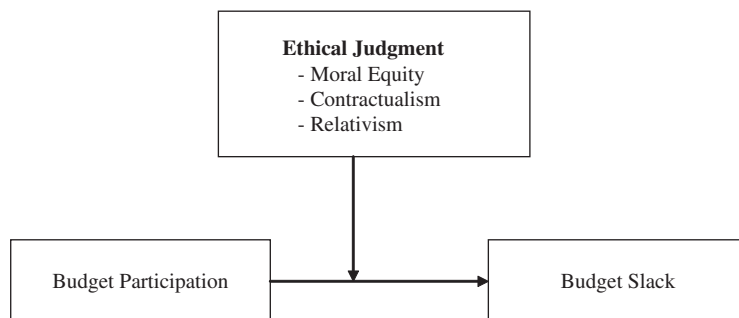 Ethical Judgment
- Moral Equity
- Contractualism
- Relativism
Budget Participation
Budget Slack